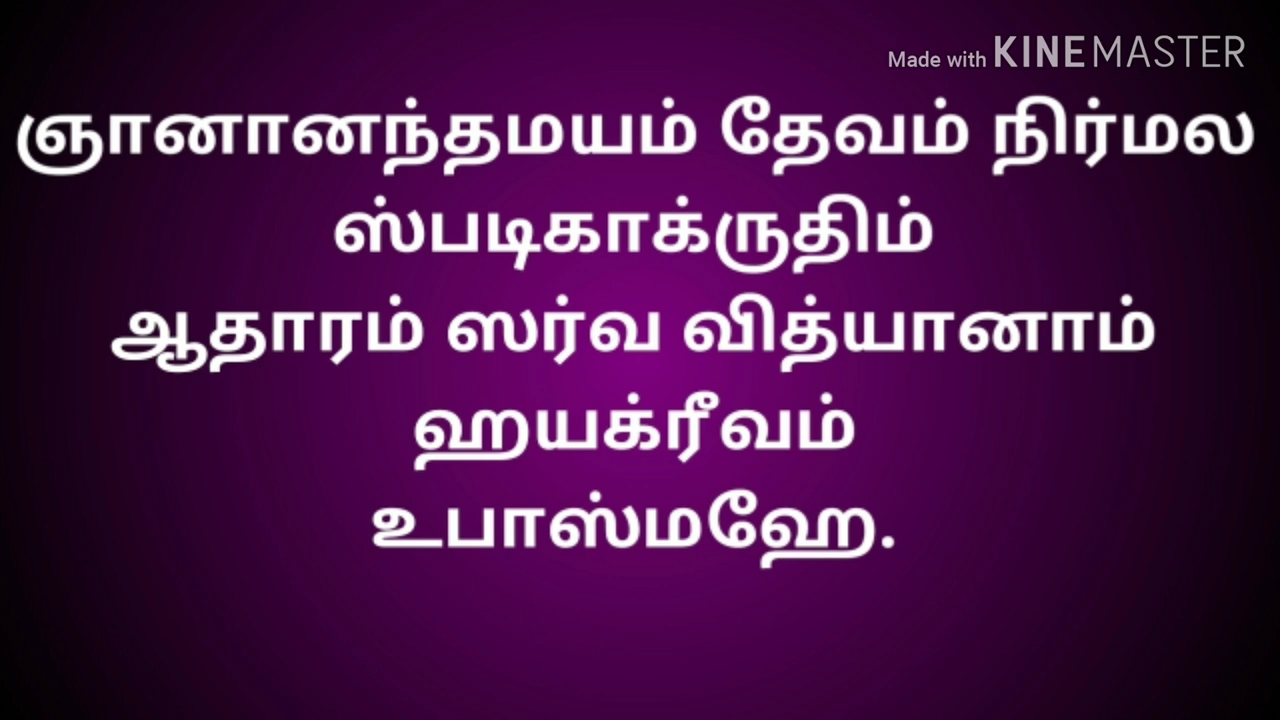 Made with KINEMASTER
ஞானானந்தமயம் தேவம் நிர்மல
ஸ்படிகாக்ருதிம்
ஆதாரம் ஸர்வ வித்யானாம்
ஹயக்ரீவம்
உபாஸ்மஹே.